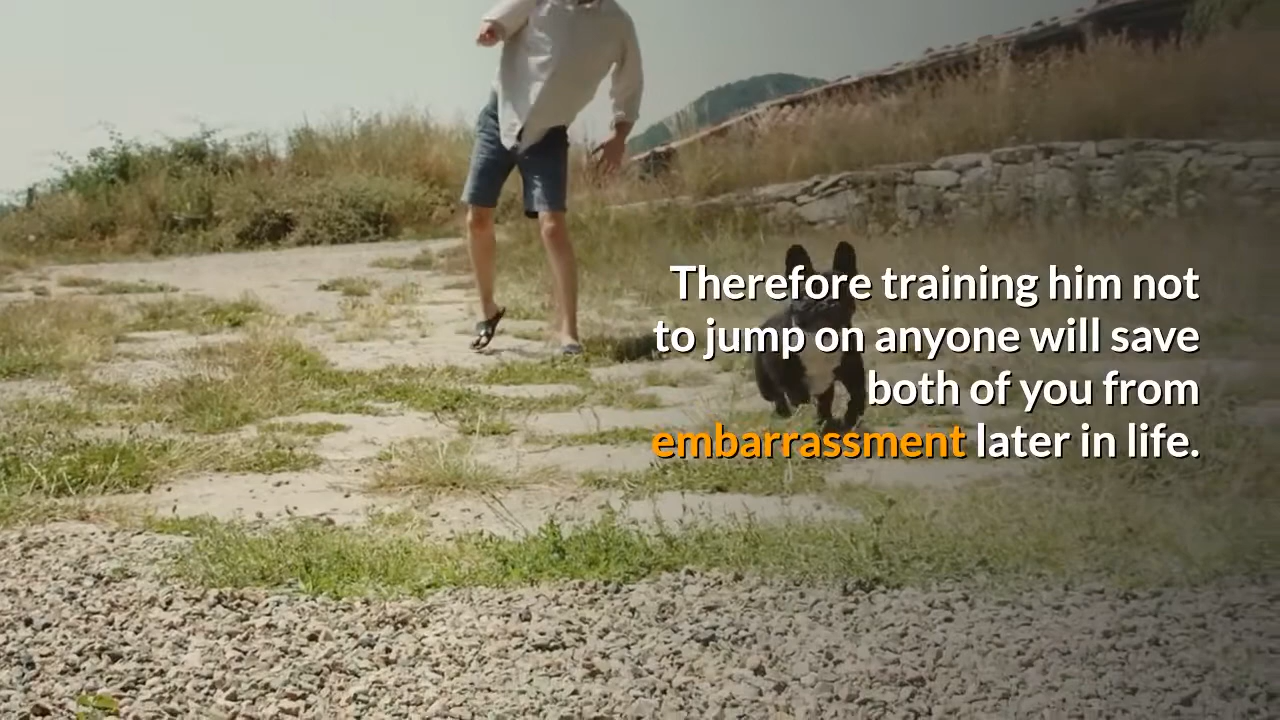 Therefore training him not
to jump on anyone will save
both of you from
embarrassment later in life.